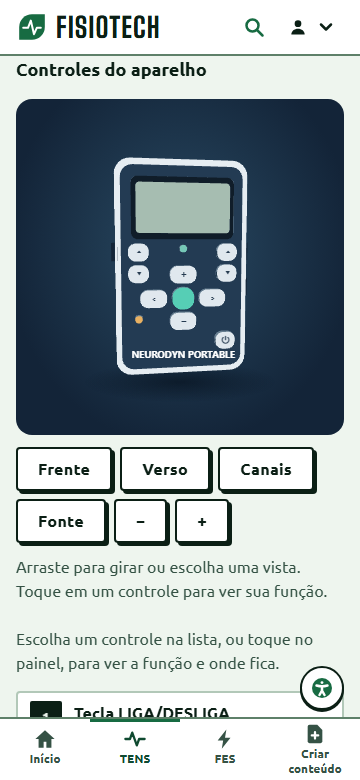 FISIOTECH
Controles do aparelho
NEURODYN PORTABLE
Frente
Verso
Canais
Fonte
–
+
Arraste para girar ou escolha uma vista.
Toque em um controle para ver sua função.
Escolha um controle na lista, ou toque no
painel, para ver a função e onde fica.
Tecla LIGA/DESLIGA
Início
TENS
FES
Criar
conteúdo